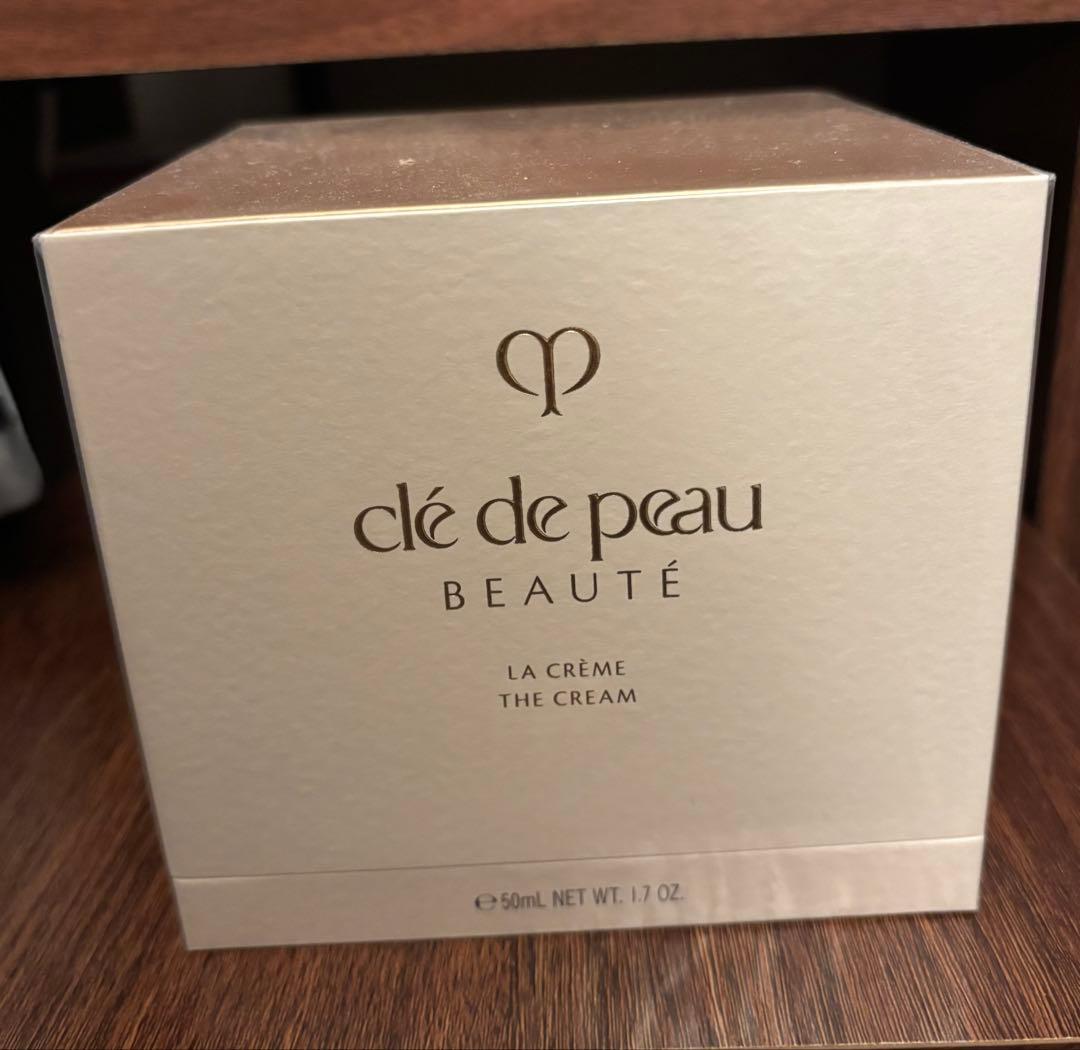 clé de peau
BEAUTÉ
LA CRÈME
THE CREAM
℮ 50mL NET WT. 1.7 OZ.